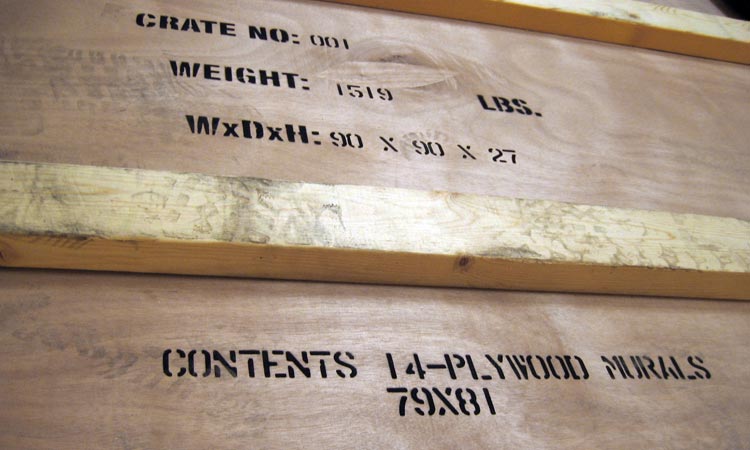 CRATE NO: 001
WEIGHT: 1519 LBS.
WxDxH: 90 X 90 X 27
CONTENTS 14-PLYWOOD MURALS
79X81